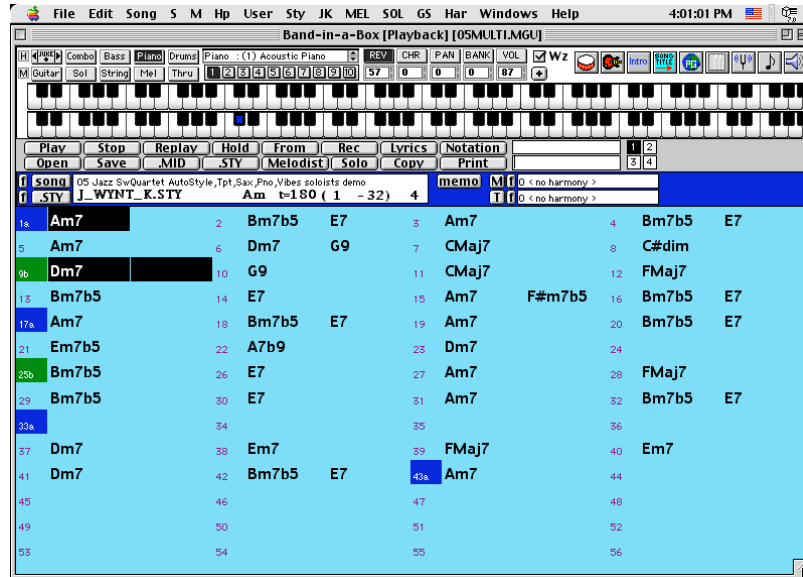 File Edit Song S M Hp User Sty JK MEL SOL GS Har Windows Help 4:01:01 PM
Band-in-a-Box [Playback] [05MULTI.MGU]
H JUKE Combo Bass Piano Drums Piano :(1) Acoustic Piano REV CHR PAN BANK VOL Wz Intro SONG TITLE PG
M Guitar Sol String Mel Thru 1 2 3 4 5 6 7 8 9 10 57 0 0 0 87 +
Play Stop Replay Hold From Rec Lyrics Notation 1 2
Open Save .MID .STY Melodist Solo Copy Print 3 4
f song 05 Jazz SwQuartet AutoStyle,Tpt,Sax,Pno,Vibes soloists demo memo M f 0 < no harmony >
f .STY J_WYNT_K.STY Am t=180 ( 1 - 32) 4 T f 0 < no harmony >
1a Am7 2 Bm7b5 E7 3 Am7 4 Bm7b5 E7
5 Am7 6 Dm7 G9 7 CMaj7 8 C#dim
9b Dm7 10 G9 11 CMaj7 12 FMaj7
13 Bm7b5 14 E7 15 Am7 F#m7b5 16 Bm7b5 E7
17a Am7 18 Bm7b5 E7 19 Am7 20 Bm7b5 E7
21 Em7b5 22 A7b9 23 Dm7 24
25b Bm7b5 26 E7 27 Am7 28 FMaj7
29 Bm7b5 30 E7 31 Am7 32 Bm7b5 E7
33a 34 35 36
37 Dm7 38 Em7 39 FMaj7 40 Em7
41 Dm7 42 Bm7b5 E7 43a Am7 44
45 46 47 48
49 50 51 52
53 54 55 56